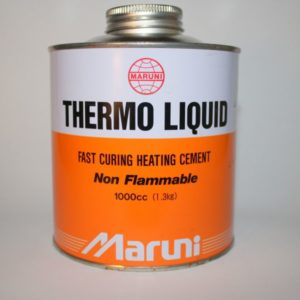 MARUNI
THERMO LIQUID
FAST CURING HEATING CEMENT
Non Flammable
1000cc (1.3kg)
Maruni